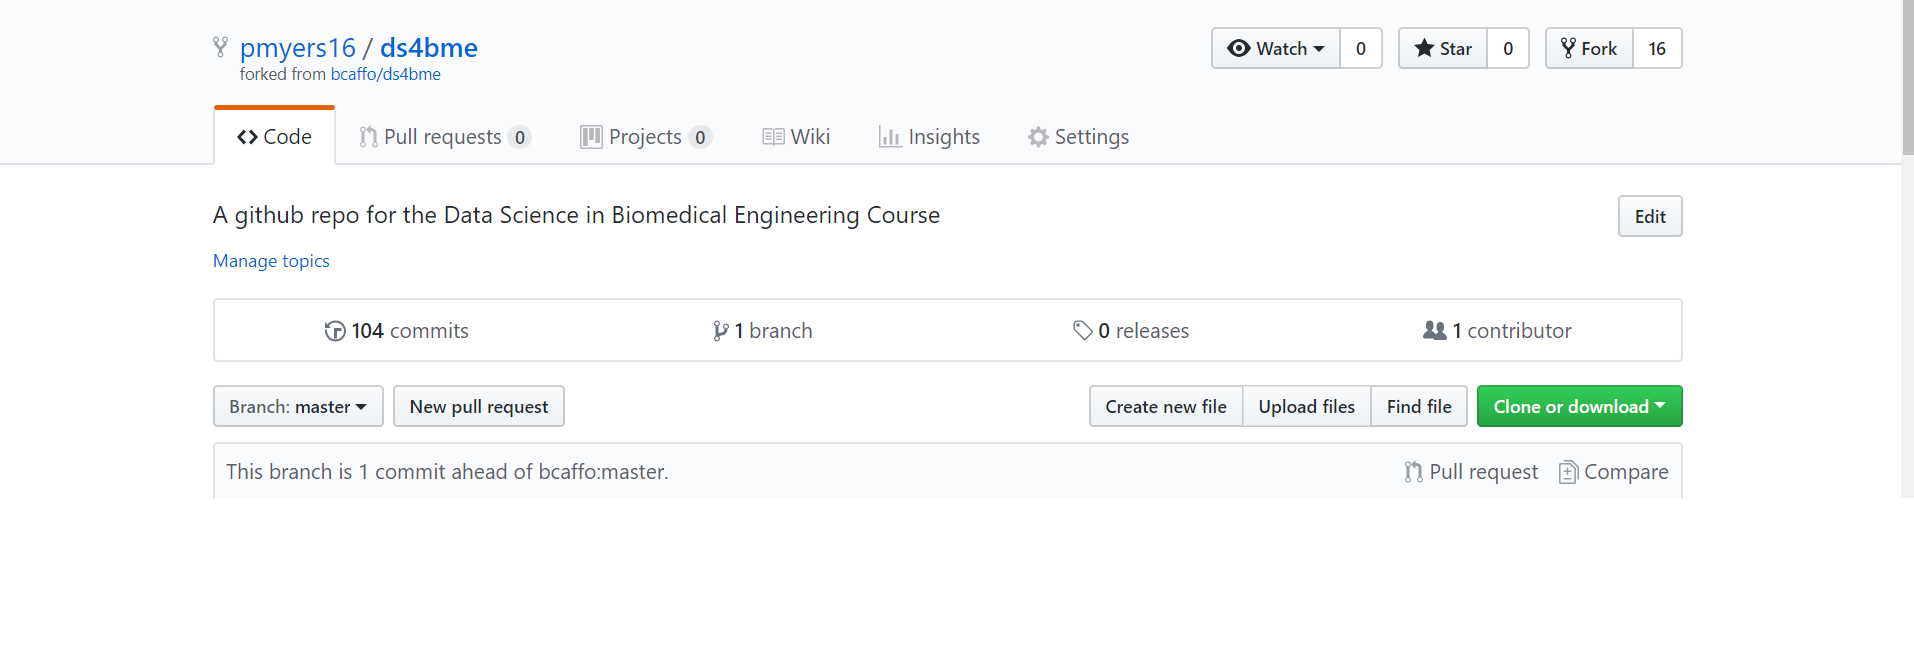 pmyers16 / ds4bme
Watch 0 Star 0 Fork 16
forked from bcaffo/ds4bme
Code Pull requests 0 Projects 0 Wiki Insights Settings
A github repo for the Data Science in Biomedical Engineering Course
Edit
Manage topics
104 commits 1 branch 0 releases 1 contributor
Branch: master New pull request Create new file Upload files Find file Clone or download
This branch is 1 commit ahead of bcaffo:master. Pull request Compare